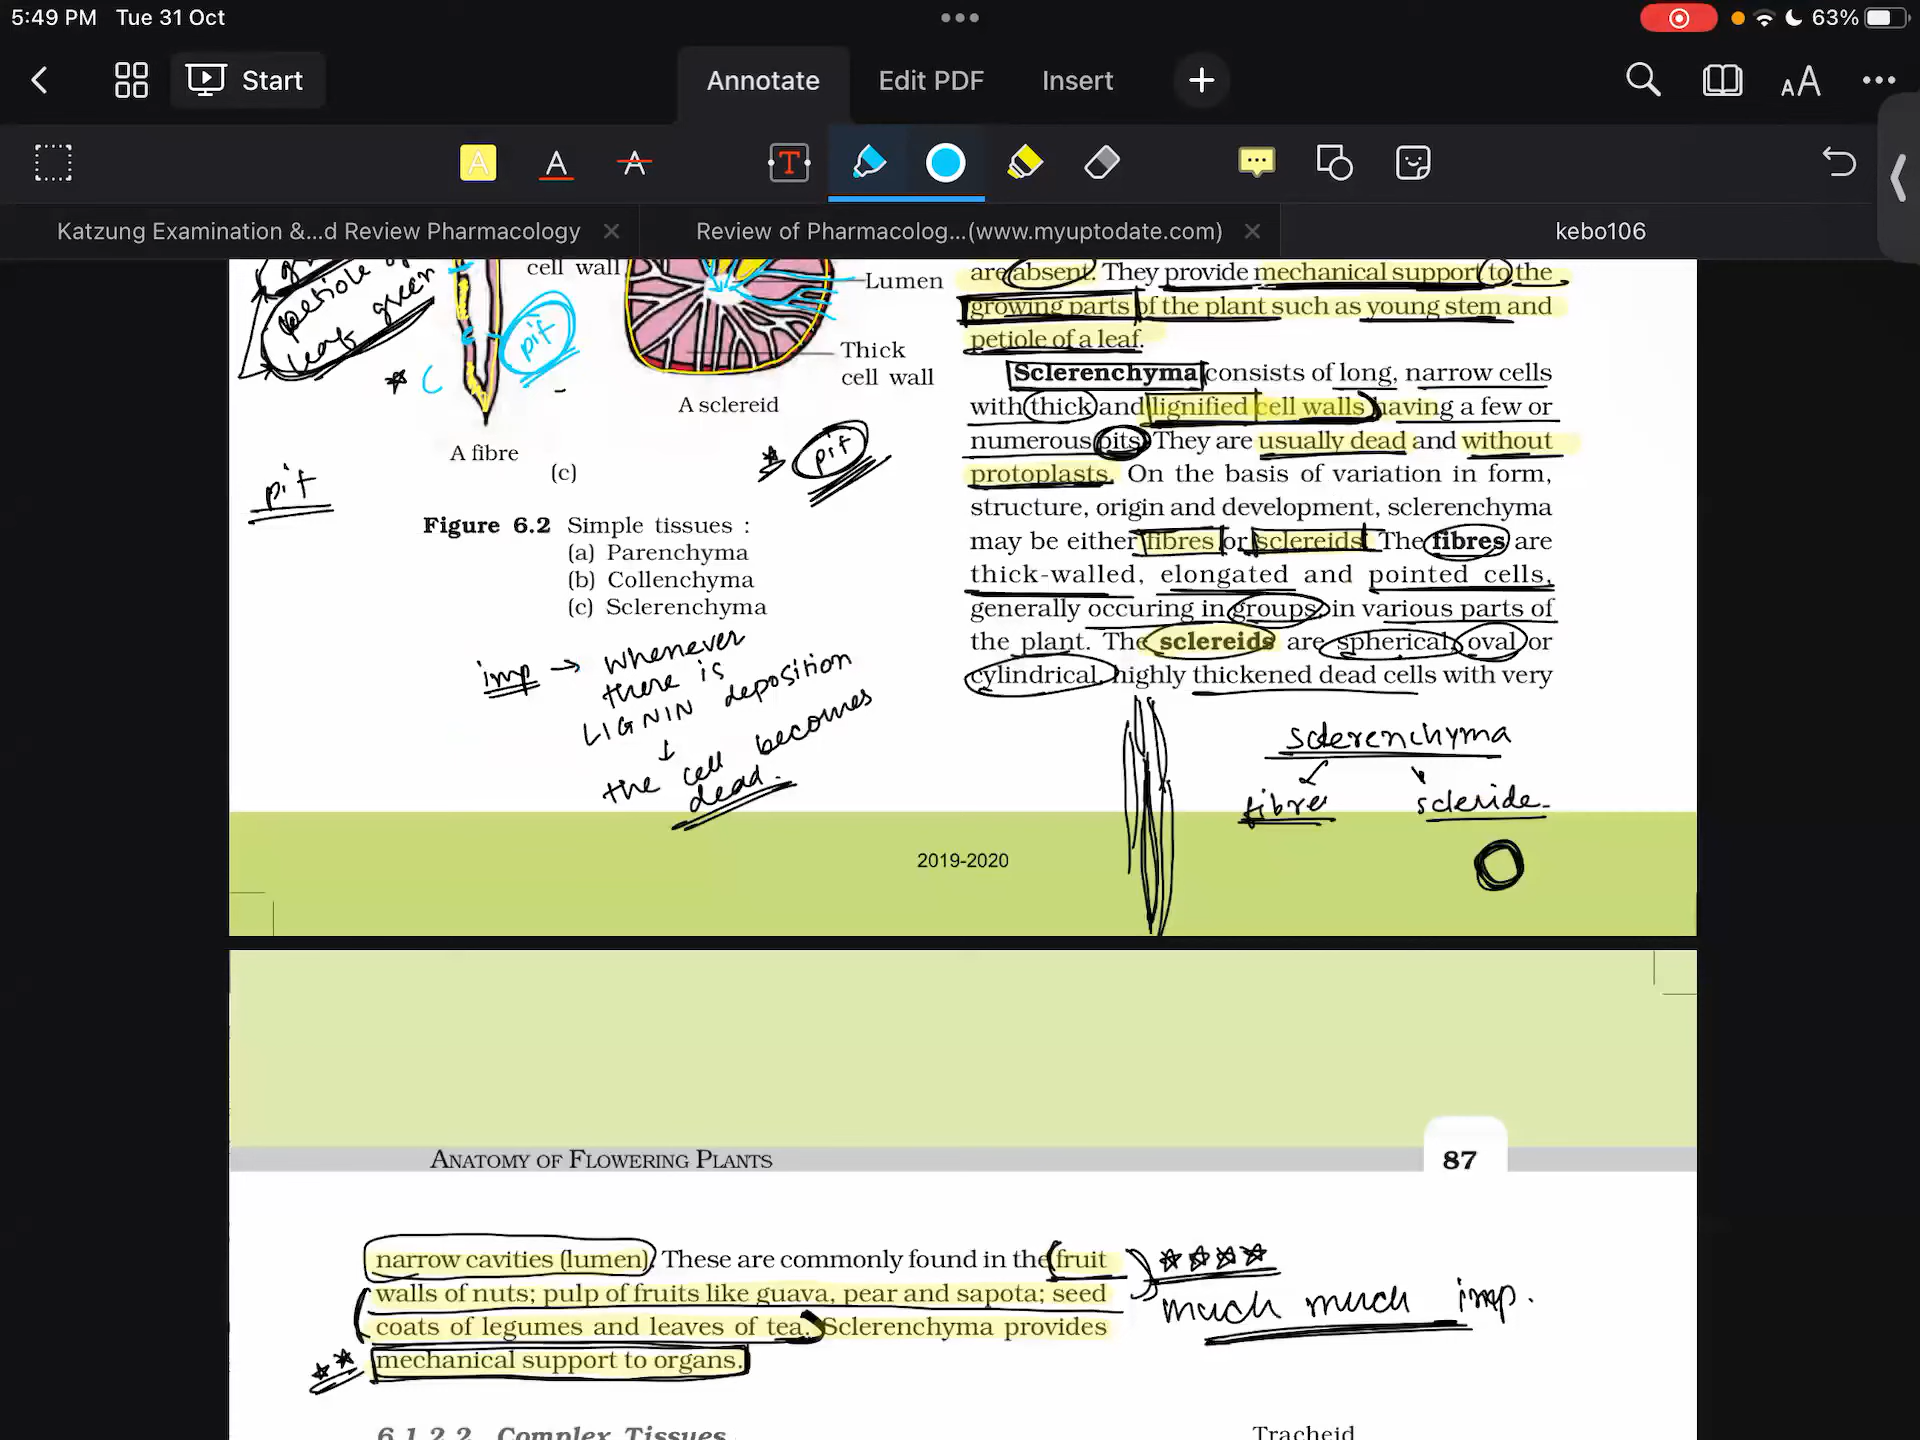 5:49 PM Tue 31 Oct
63%
Start
Annotate
Edit PDF
Insert
AA
A
A
A
T
Katzung Examination &...d Review Pharmacology
Review of Pharmacolog...(www.myuptodate.com)
kebo106
petiole of
leaf green
cell wall
Lumen
pit
Thick
cell wall
A sclereid
A fibre
(c)
pit
pit
Figure 6.2 Simple tissues :
(a) Parenchyma
(b) Collenchyma
(c) Sclerenchyma
imp → whenever
there is
LIGNIN deposition
↓
the cell becomes
dead.
are absent. They provide mechanical support to the
growing parts of the plant such as young stem and
petiole of a leaf.
Sclerenchyma consists of long, narrow cells
with thick and lignified cell walls having a few or
numerous pits. They are usually dead and without
protoplasts. On the basis of variation in form,
structure, origin and development, sclerenchyma
may be either fibres or sclereids. The fibres are
thick-walled, elongated and pointed cells,
generally occuring in groups, in various parts of
the plant. The sclereids are spherical, oval or
cylindrical, highly thickened dead cells with very
sclerenchyma
fibre scleride
2019-2020
ANATOMY OF FLOWERING PLANTS
87
narrow cavities (lumen). These are commonly found in the fruit
walls of nuts; pulp of fruits like guava, pear and sapota; seed
coats of legumes and leaves of tea. Sclerenchyma provides
mechanical support to organs.
much much imp.
6.1.2.2 Complex Tissues
Tracheid